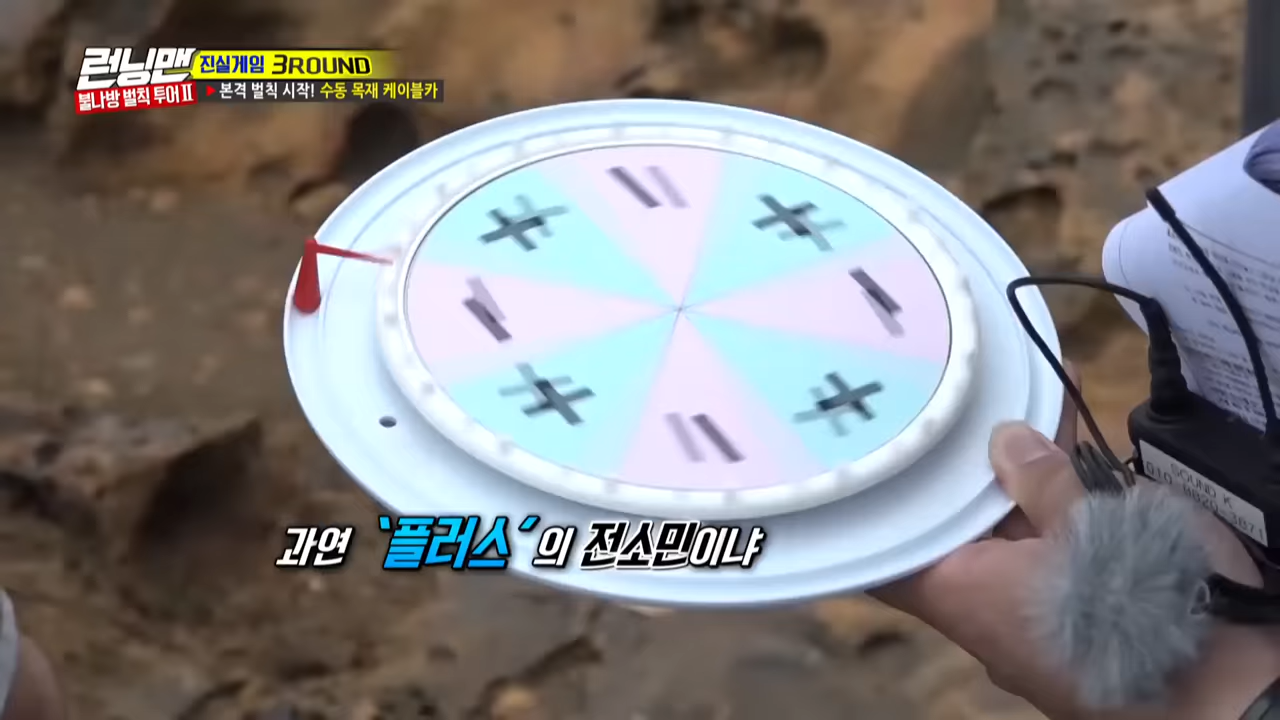 런닝맨 진실게임 3ROUND
불나방 벌칙 투어 II ▶본격 벌칙 시작! 수동 목재 케이블카
SOUND K
과연 '플러스'의 전소민이냐